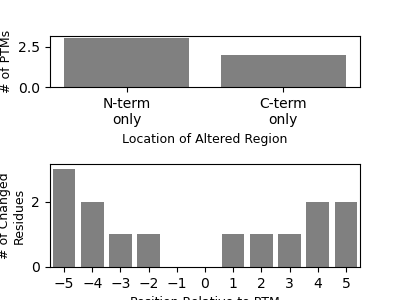 # of PTMs
2.5
0.0
N-term
only
C-term
only
Location of Altered Region
# of Changed
Residues
2
0
−5 −4 −3 −2 −1 0 1 2 3 4 5
Position Relative to PTM